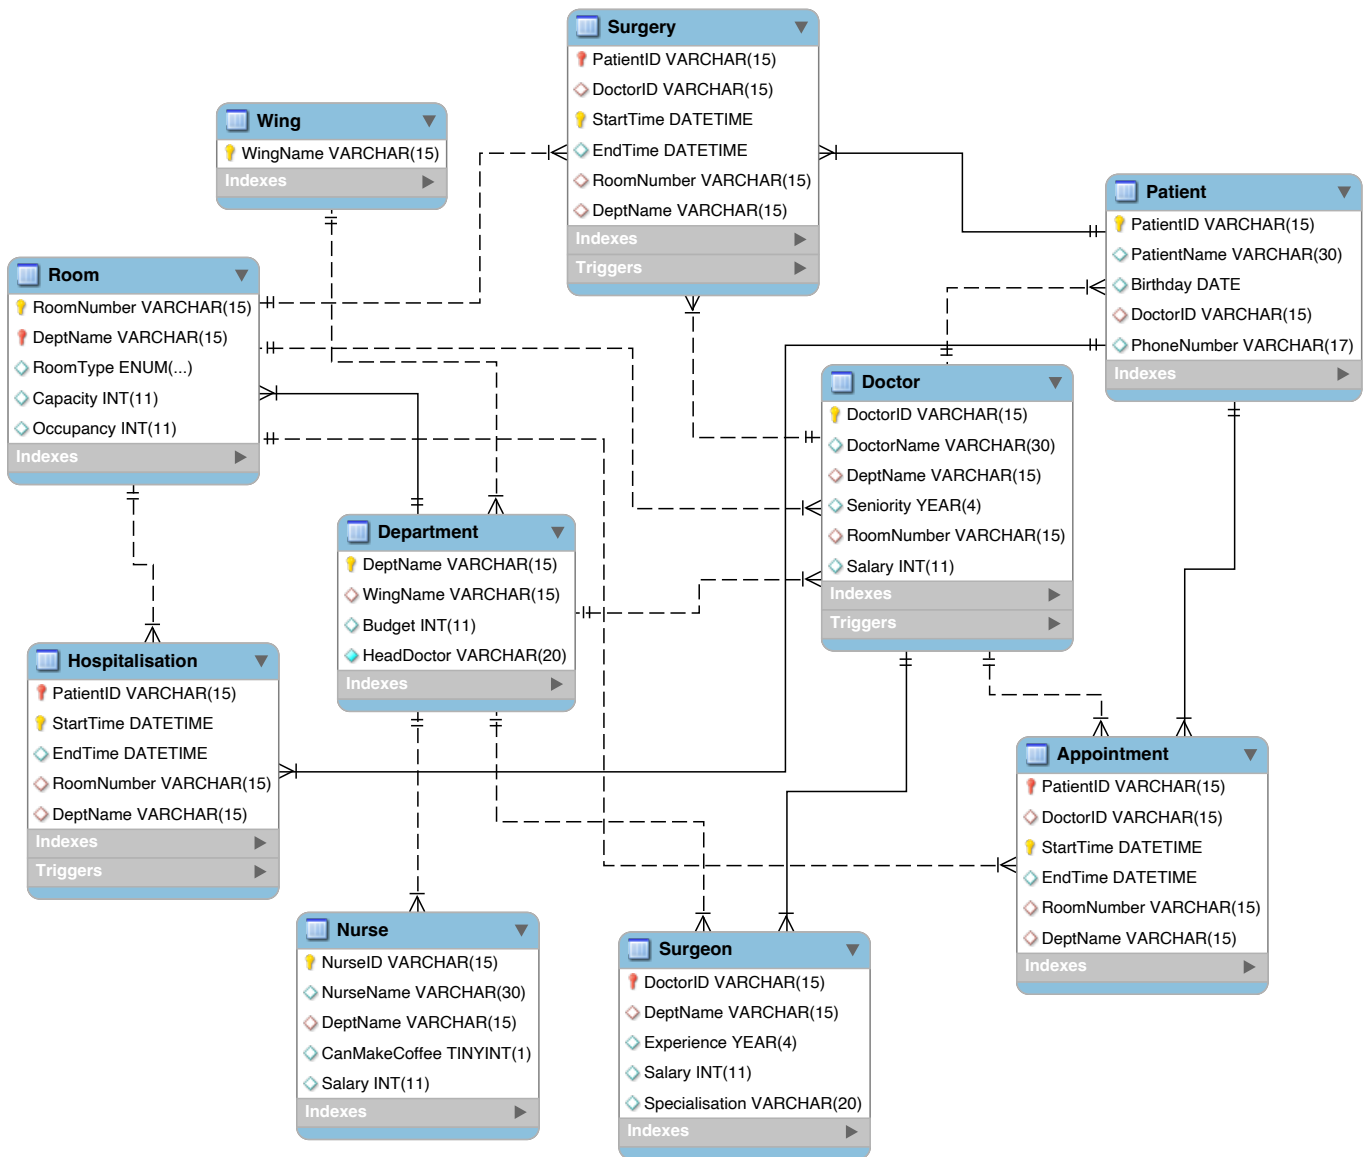 Surgery
PatientID VARCHAR(15)
DoctorID VARCHAR(15)
StartTime DATETIME
EndTime DATETIME
RoomNumber VARCHAR(15)
DeptName VARCHAR(15)
Indexes
Triggers
Wing
WingName VARCHAR(15)
Indexes
Patient
PatientID VARCHAR(15)
PatientName VARCHAR(30)
Birthday DATE
DoctorID VARCHAR(15)
PhoneNumber VARCHAR(17)
Indexes
Room
RoomNumber VARCHAR(15)
DeptName VARCHAR(15)
RoomType ENUM(...)
Capacity INT(11)
Occupancy INT(11)
Indexes
Doctor
DoctorID VARCHAR(15)
DoctorName VARCHAR(30)
DeptName VARCHAR(15)
Seniority YEAR(4)
RoomNumber VARCHAR(15)
Salary INT(11)
Indexes
Triggers
Department
DeptName VARCHAR(15)
WingName VARCHAR(15)
Budget INT(11)
HeadDoctor VARCHAR(20)
Indexes
Hospitalisation
PatientID VARCHAR(15)
StartTime DATETIME
EndTime DATETIME
RoomNumber VARCHAR(15)
DeptName VARCHAR(15)
Indexes
Triggers
Appointment
PatientID VARCHAR(15)
DoctorID VARCHAR(15)
StartTime DATETIME
EndTime DATETIME
RoomNumber VARCHAR(15)
DeptName VARCHAR(15)
Indexes
Nurse
NurseID VARCHAR(15)
NurseName VARCHAR(30)
DeptName VARCHAR(15)
CanMakeCoffee TINYINT(1)
Salary INT(11)
Indexes
Surgeon
DoctorID VARCHAR(15)
DeptName VARCHAR(15)
Experience YEAR(4)
Salary INT(11)
Specialisation VARCHAR(20)
Indexes